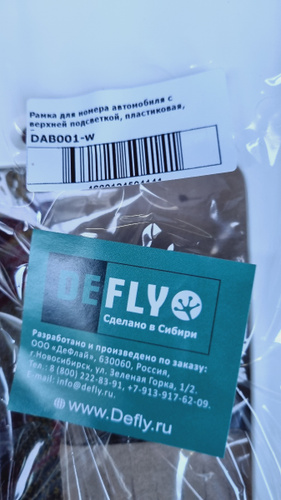 Рамка для номера автомобиля с
верхней подсветкой, пластиковая,
DAB001-W
DEFLY
Сделано в Сибири
Разработано и произведено по заказу:
ООО «ДеФлай», 630060, Россия,
г.Новосибирск, ул. Зеленая Горка, 1/2.
Тел.: 8 (800) 222-83-91, +7-913-917-62-09.
E-mail: info@defly.ru.
www.Defly.ru